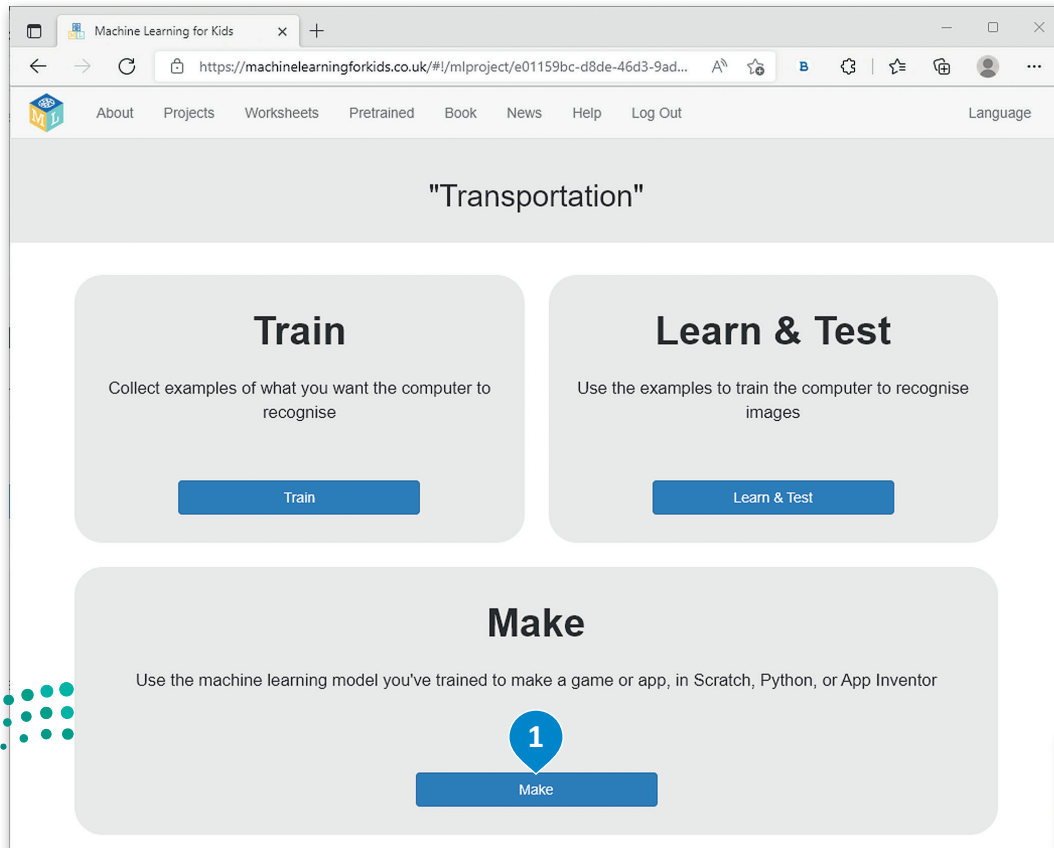 Machine Learning for Kids
https://machinelearningforkids.co.uk/#!/mlproject/e01159bc-d8de-46d3-9ad...
B
ML
About Projects Worksheets Pretrained Book News Help Log Out Language
"Transportation"
Train
Collect examples of what you want the computer to
recognise
Train
Learn & Test
Use the examples to train the computer to recognise
images
Learn & Test
Make
Use the machine learning model you've trained to make a game or app, in Scratch, Python, or App Inventor
1
Make